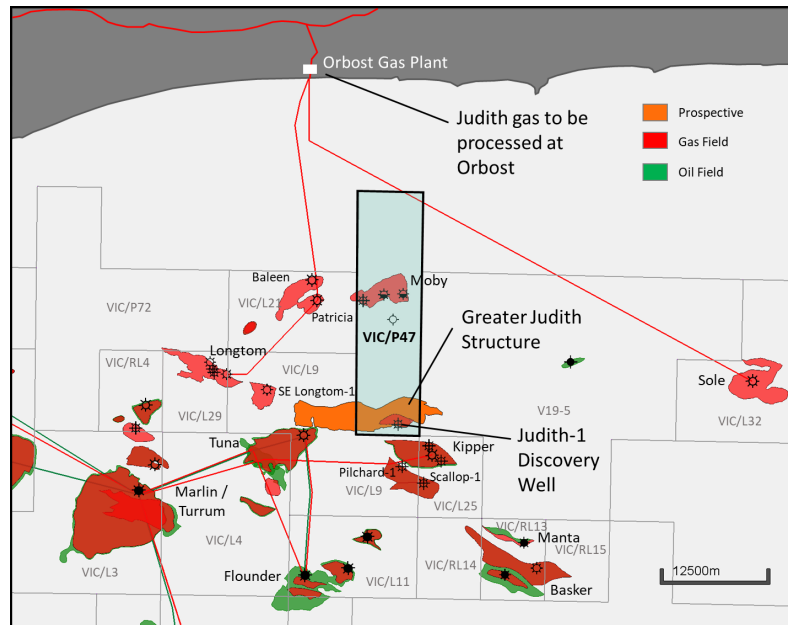 Orbost Gas Plant
Judith gas to be
processed at
Orbost
Prospective
Gas Field
Oil Field
Baleen
Moby
VIC/P72
VIC/L21
Patricia
VIC/P47
Greater Judith
Structure
Longtom
VIC/RL4
VIC/L9
SE Longtom-1
Sole
VIC/L29
V19-5
VIC/L32
Tuna
Kipper
Judith-1
Discovery
Well
Pilchard-1
Scallop-1
VIC/L9
Marlin /
Turrum
VIC/L25
VIC/L4
VIC/RL13
Manta
VIC/RL15
VIC/L3
VIC/RL14
Flounder
VIC/L11
Basker
12500m